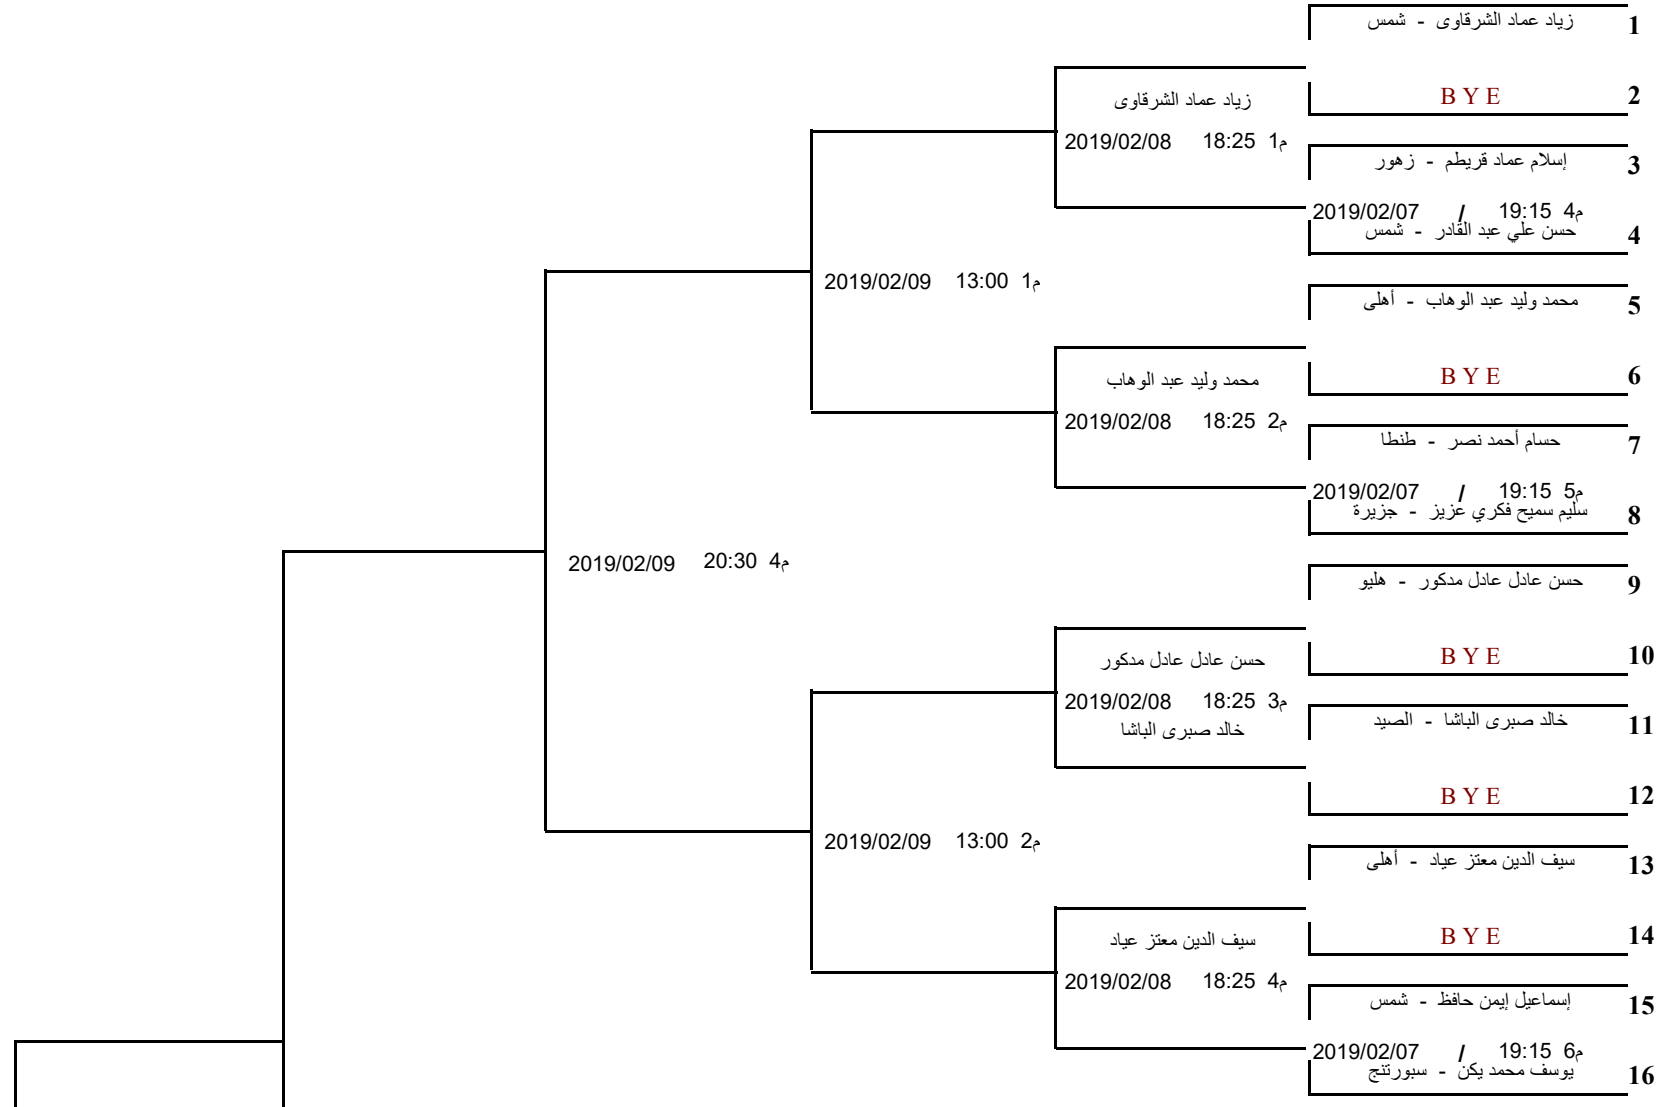 زياد عماد الشرقاوى - شمس 1
B Y E 2
زياد عماد الشرقاوى
2019/02/08 18:25 م1
إسلام عماد قريطم - زهور 3
2019/02/07 / 19:15 م4
حسن علي عبد القادر - شمس 4
2019/02/09 13:00 م1
محمد وليد عبد الوهاب - أهلى 5
B Y E 6
محمد وليد عبد الوهاب
2019/02/08 18:25 م2
حسام أحمد نصر - طنطا 7
2019/02/07 / 19:15 م5
سليم سميح فكري عزيز - جزيرة 8
2019/02/09 20:30 م4
حسن عادل عادل مدكور - هليو 9
B Y E 10
حسن عادل عادل مدكور
2019/02/08 18:25 م3
خالد صبرى الباشا
خالد صبرى الباشا - الصيد 11
B Y E 12
2019/02/09 13:00 م2
سيف الدين معتز عياد - أهلى 13
B Y E 14
سيف الدين معتز عياد
2019/02/08 18:25 م4
إسماعيل إيمن حافظ - شمس 15
2019/02/07 / 19:15 م6
يوسف محمد يكن - سبورتنج 16